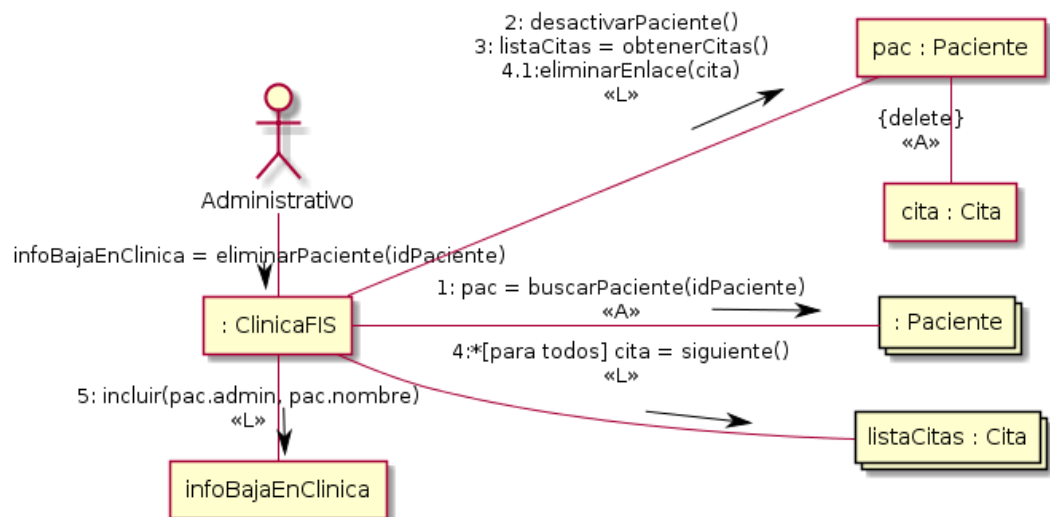 2: desactivarPaciente()
3: listaCitas = obtenerCitas()
4.1:eliminarEnlace(cita)
«L»
pac : Paciente
{delete}
«A»
cita : Cita
Administrativo
infoBajaEnClinica = eliminarPaciente(idPaciente)
: ClinicaFIS
1: pac = buscarPaciente(idPaciente)
«A»
: Paciente
4:*[para todos] cita = siguiente()
«L»
listaCitas : Cita
5: incluir(pac.admin, pac.nombre)
«L»
infoBajaEnClinica